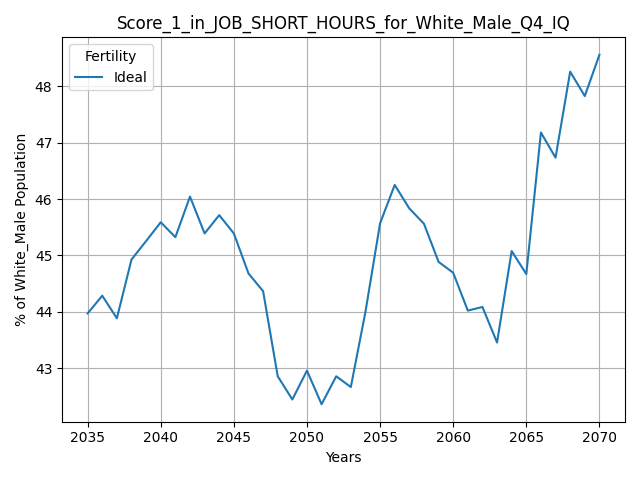 Score_1_in_JOB_SHORT_HOURS_for_White_Male_Q4_IQ
Fertility
Ideal
% of White_Male Population
48
47
46
45
44
43
2035 2040 2045 2050 2055 2060 2065 2070
Years